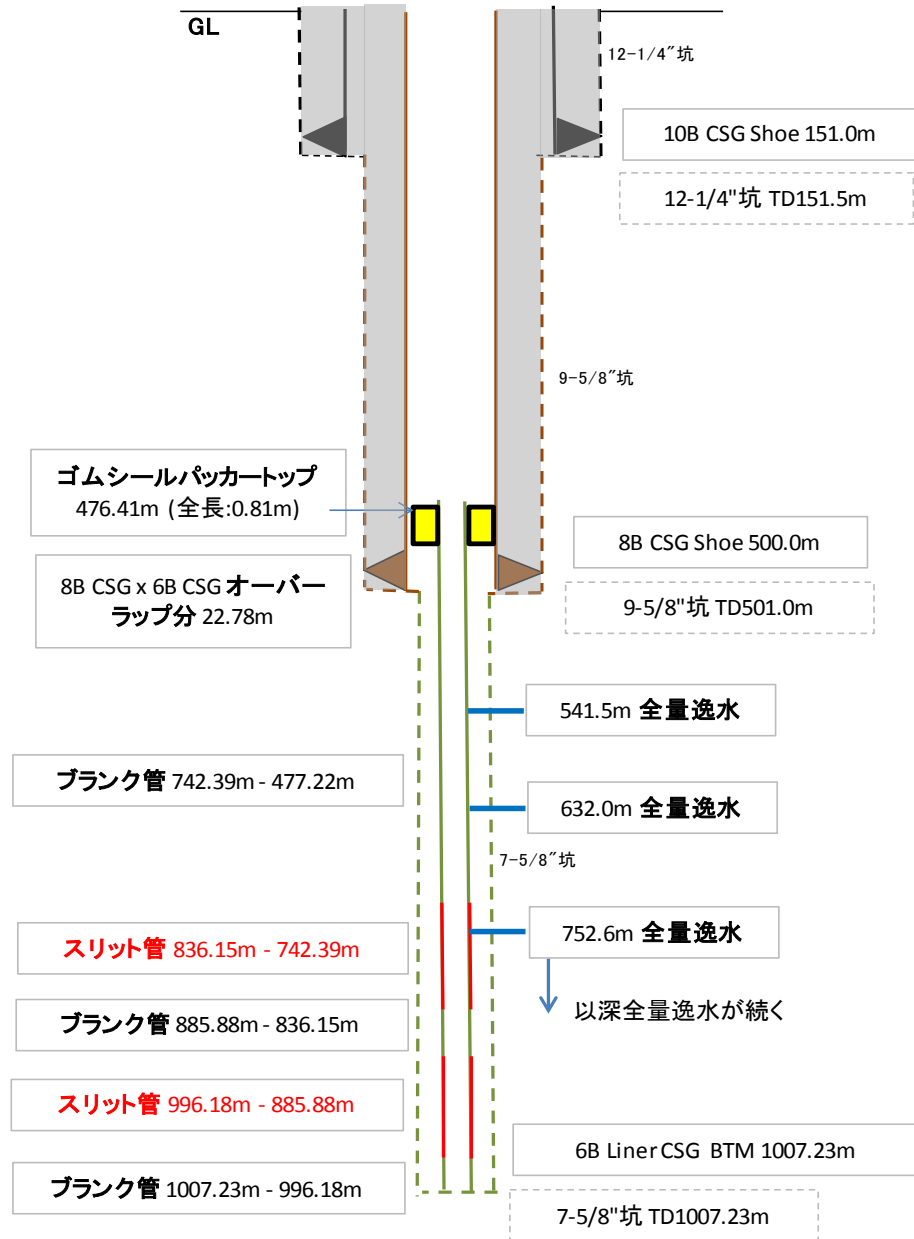 GL
12-1/4"坑
10B CSG Shoe 151.0m
12-1/4"坑 TD151.5m
9-5/8"坑
ゴムシールパッカートップ
476.41m (全長:0.81m)
8B CSG Shoe 500.0m
8B CSG x 6B CSG オーバー
ラップ分 22.78m
9-5/8"坑 TD501.0m
541.5m 全量逸水
ブランク管 742.39m - 477.22m
632.0m 全量逸水
7-5/8"坑
スリット管 836.15m - 742.39m
752.6m 全量逸水
以深全量逸水が続く
ブランク管 885.88m - 836.15m
スリット管 996.18m - 885.88m
6B Liner CSG BTM 1007.23m
ブランク管 1007.23m - 996.18m
7-5/8"坑 TD1007.23m